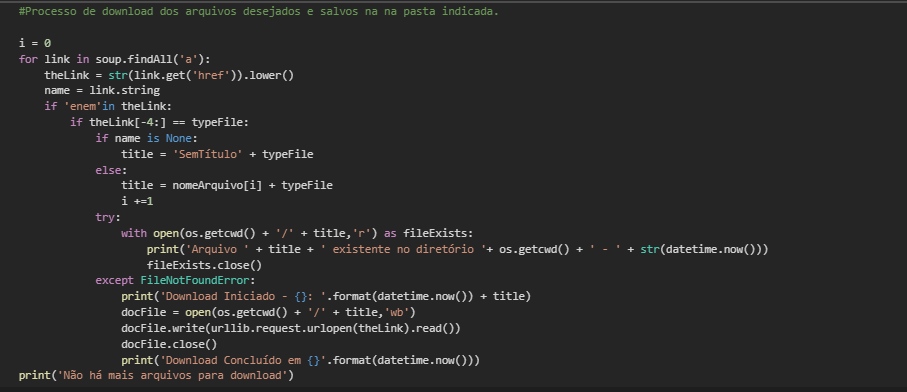 #Processo de download dos arquivos desejados e salvos na na pasta indicada.

i = 0
for link in soup.findAll('a'):
    theLink = str(link.get('href')).lower()
    name = link.string
    if 'enem'in theLink:
        if theLink[-4:] == typeFile:
            if name is None:
                title = 'SemTítulo' + typeFile
            else:
                title = nomeArquivo[i] + typeFile
                i +=1
            try:
                with open(os.getcwd() + '/' + title,'r') as fileExists:
                    print('Arquivo ' + title + ' existente no diretório '+ os.getcwd() + ' - ' + str(datetime.now()))
                    fileExists.close()
            except FileNotFoundError:
                print('Download Iniciado - {}: '.format(datetime.now()) + title)
                docFile = open(os.getcwd() + '/' + title,'wb')
                docFile.write(urllib.request.urlopen(theLink).read())
                docFile.close()
                print('Download Concluído em {}'.format(datetime.now()))
print('Não há mais arquivos para download')